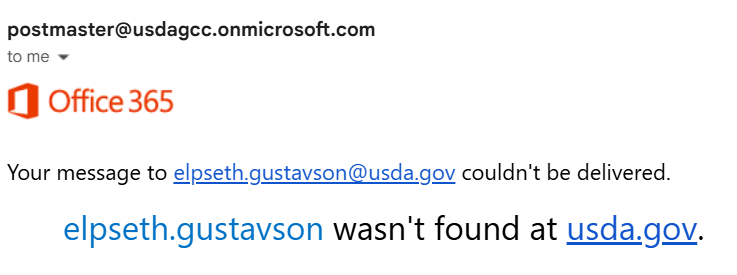 postmaster@usdagcc.onmicrosoft.com
to me
Office 365
Your message to elpseth.gustavson@usda.gov couldn't be delivered.
elpseth.gustavson wasn't found at usda.gov.